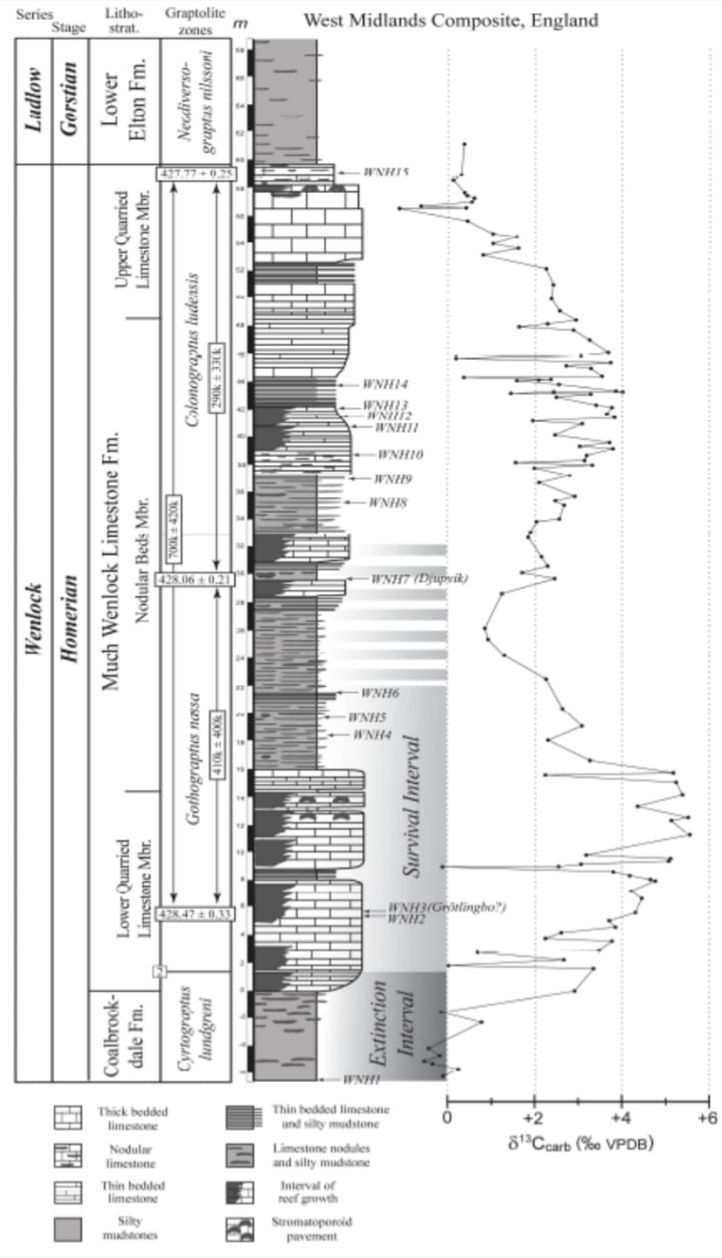 West Midlands Composite, England
Series
Stage
Litho-
strat.
Graptolite
zones
m
Ludlow
Gorstian
Lower
Elton Fm.
Neodiverso-
graptus nilssoni
Wenlock
Homerian
Much Wenlock Limestone Fm.
Upper Quarried
Limestone Mbr.
Nodular Beds Mbr.
Lower Quarried
Limestone Mbr.
Coalbrook-
dale Fm.
427.77 ± 0.25
Colonograptus ludensis
290k ± 330k
700k ± 420k
428.06 ± 0.21
Gothograptus nassa
410k ± 400k
428.47 ± 0.33
Cyrtograptus
lundgreni
WNH15
WNH14
WNH13
WNH12
WNH11
WNH10
WNH9
WNH8
WNH7 (Djupvik)
WNH6
WNH5
WNH4
WNH3(Grötlingbo?)
WNH2
WNH1
Survival Interval
Extinction
Interval
0
+2
+4
+6
δ13Ccarb (‰ VPDB)
Thick bedded
limestone
Nodular
limestone
Thin bedded
limestone
Silty
mudstones
Thin bedded limestone
and silty mudstone
Limestone nodules
and silty mudstone
Interval of
reef growth
Stromatoporoid
pavement